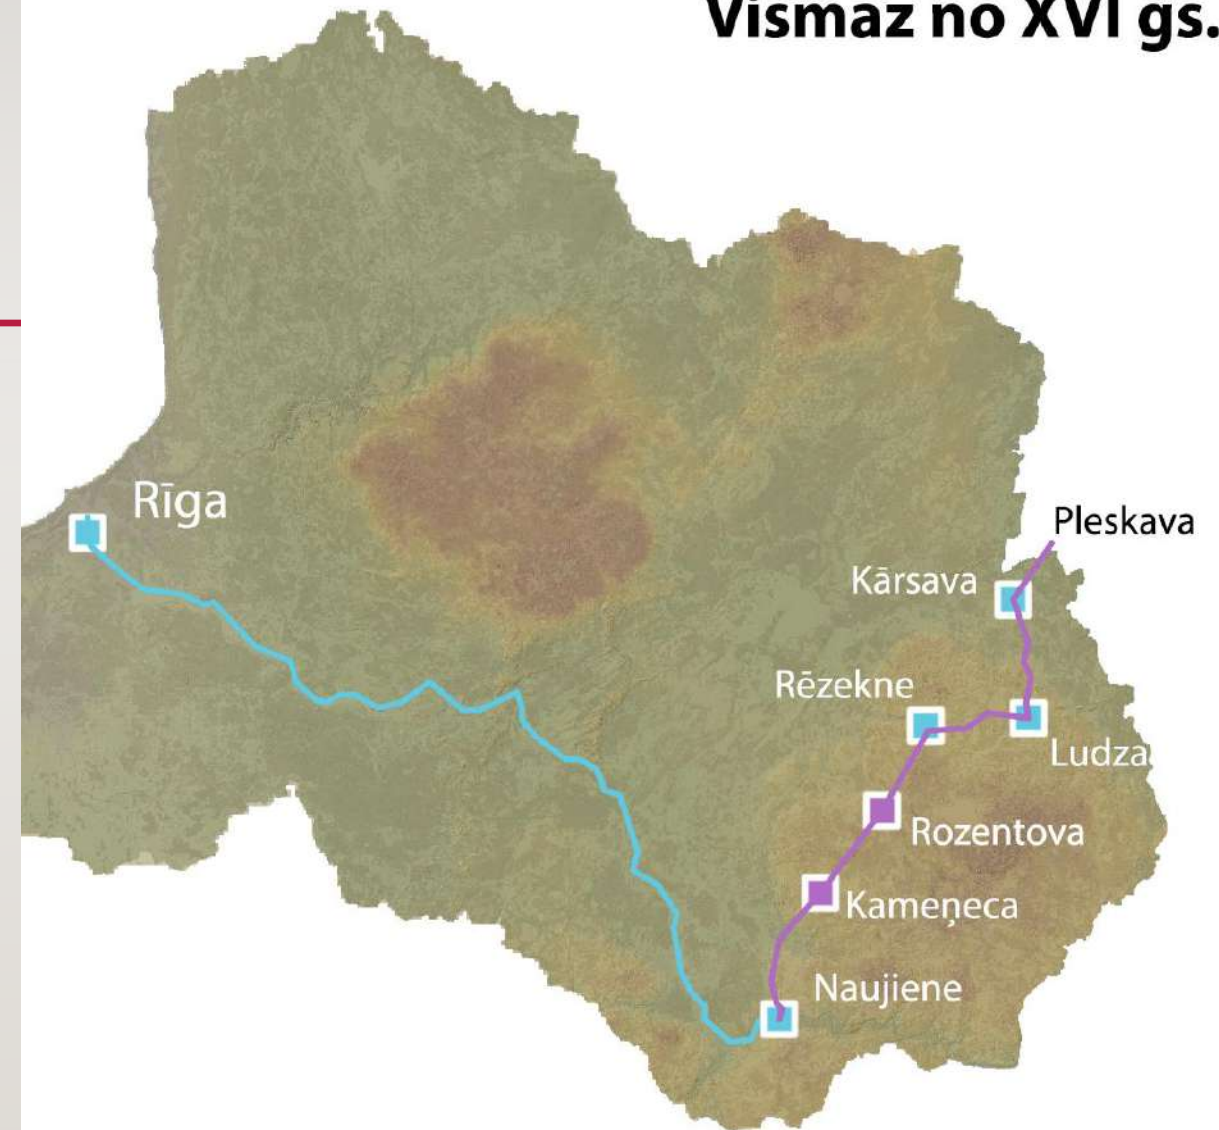 Vismaz no XVI gs.
Rīga
Pleskava
Kārsava
Rēzekne
Ludza
Rozentova
Kameņeca
Naujiene